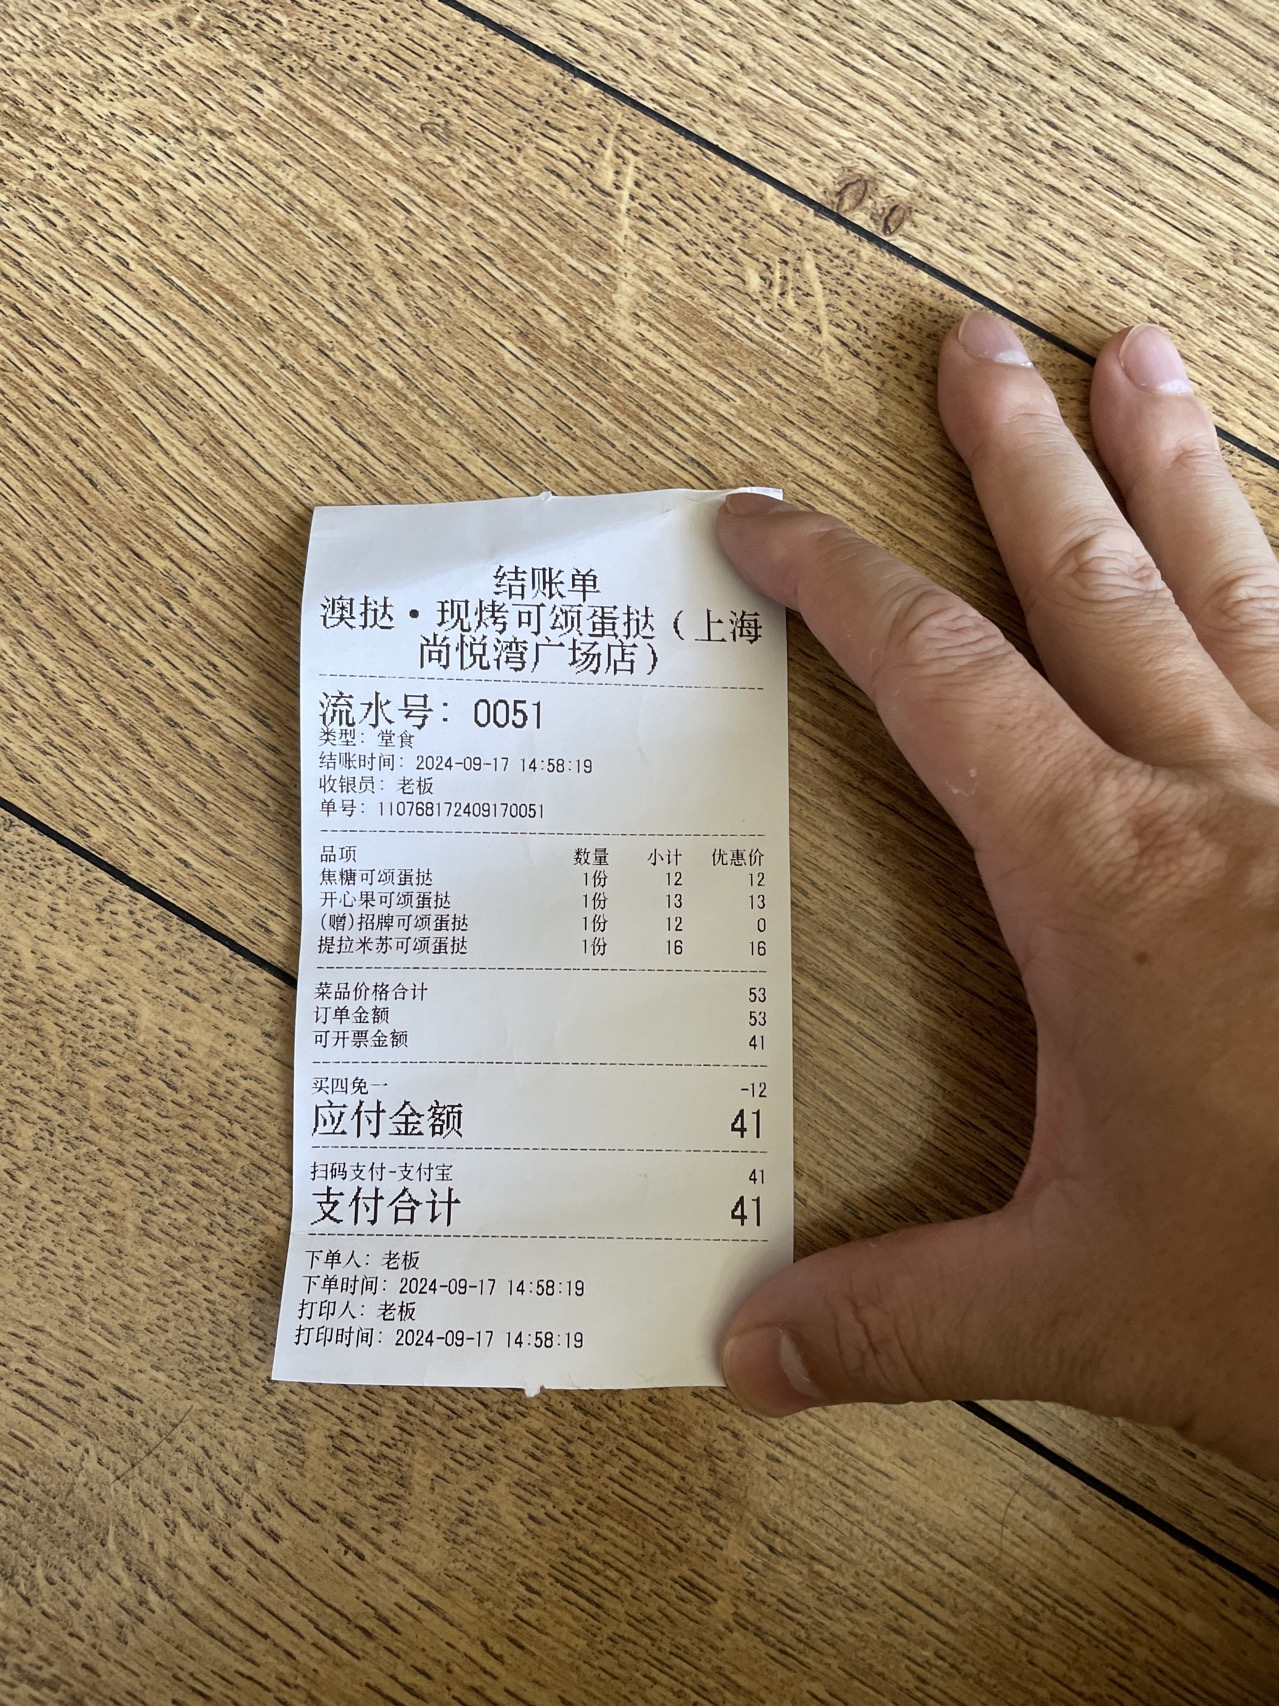 结账单
澳挞·现烤可颂蛋挞（上海
尚悦湾广场店）
流水号：0051
类型：堂食
结账时间：2024-09-17 14:58:19
收银员：老板
单号：110768172409170051
品项 数量 小计 优惠价
焦糖可颂蛋挞 1份 12 12
开心果可颂蛋挞 1份 13 13
(赠)招牌可颂蛋挞 1份 12 0
提拉米苏可颂蛋挞 1份 16 16
菜品价格合计 53
订单金额 53
可开票金额 41
买四免一 -12
应付金额 41
扫码支付-支付宝 41
支付合计 41
下单人：老板
下单时间：2024-09-17 14:58:19
打印人：老板
打印时间：2024-09-17 14:58:19